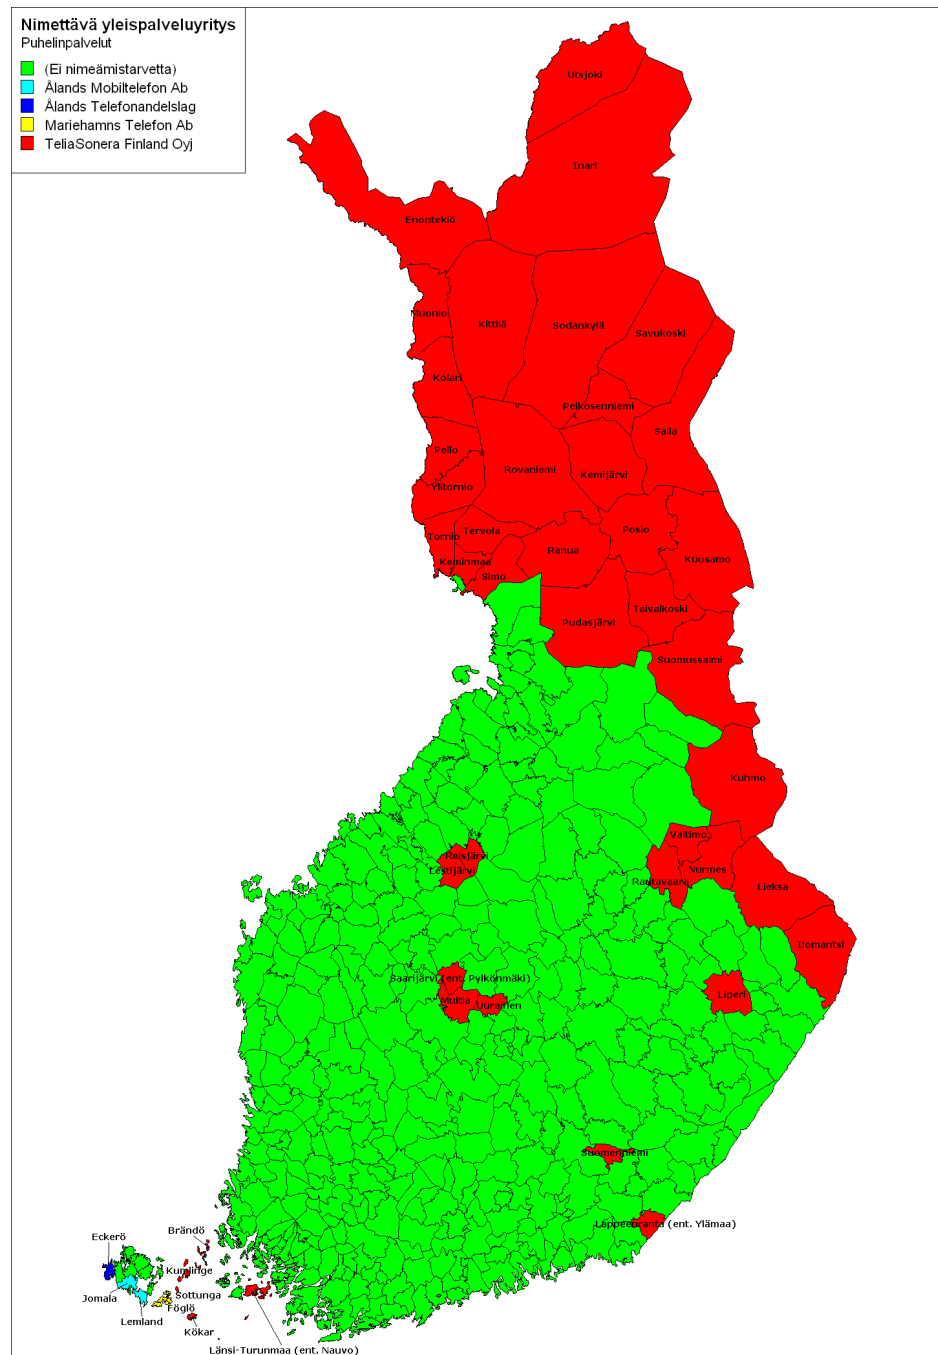 Nimettävä yleispalveluyritys
Puhelinpalvelut
(Ei nimeämistarvetta)
Ålands Mobiltelefon Ab
Ålands Telefonandelslag
Mariehamns Telefon Ab
TeliaSonera Finland Oyj
Utsjoki
Inari
Enontekiö
Muonio
Kittilä
Sodankylä
Savukoski
Kolari
Pelkosenniemi
Salla
Pello
Rovaniemi
Kemijärvi
Ylitornio
Tornio
Tervola
Posio
Ranua
Kuusamo
Keminmaa
Simo
Taivalkoski
Pudasjärvi
Suomussalmi
Kuhmo
Valtimo
Reisjärvi
Lestijärvi
Nurmes
Rautavaara
Lieksa
Ilomantsi
Saarijärvi (ent. Pylkönmäki)
Multia
Uurainen
Liperi
Suomenniemi
Lappeenranta (ent. Ylämaa)
Brändö
Eckerö
Kumlinge
Sottunga
Jomala
Föglö
Lemland
Kökar
Länsi-Turunmaa (ent. Nauvo)